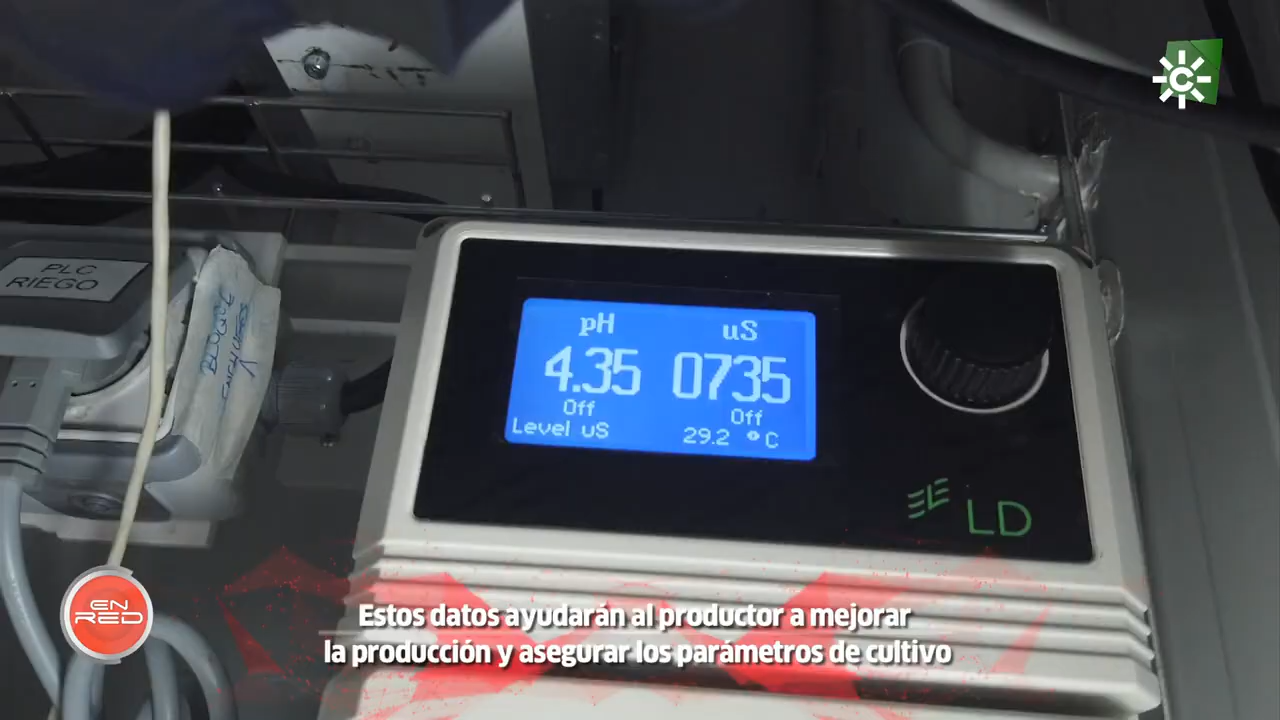 C
PLC
RIEGO
BLOQUE
pH
uS
4.35
0735
Off
Off
Level uS
29.2 °C
LD
EN
RED
Estos datos ayudarán al productor a mejorar
la producción y asegurar los parámetros de cultivo